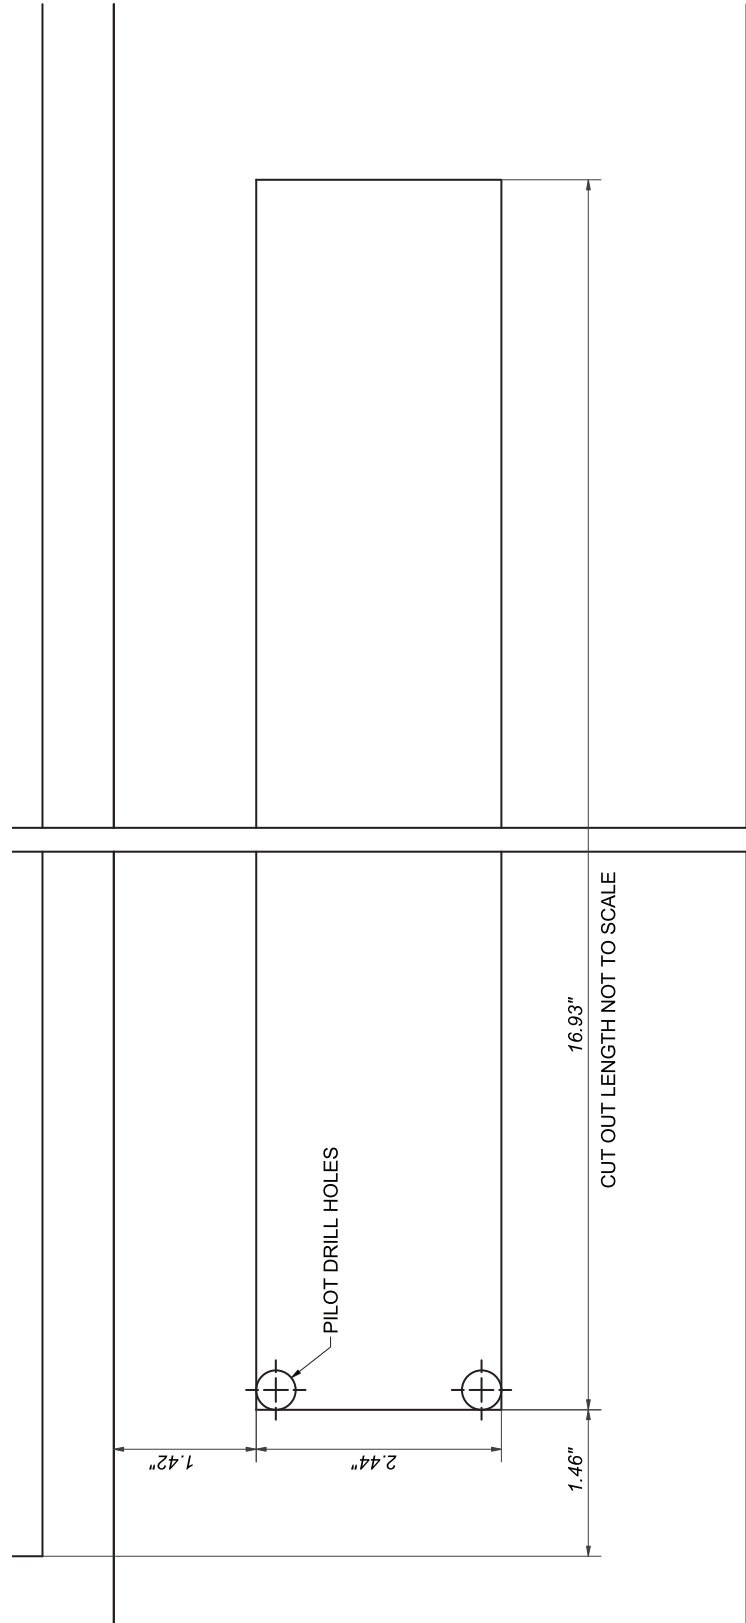 PILOT DRILL HOLES
16.93"
CUT OUT LENGTH NOT TO SCALE
1.42"
2.44"
1.46"